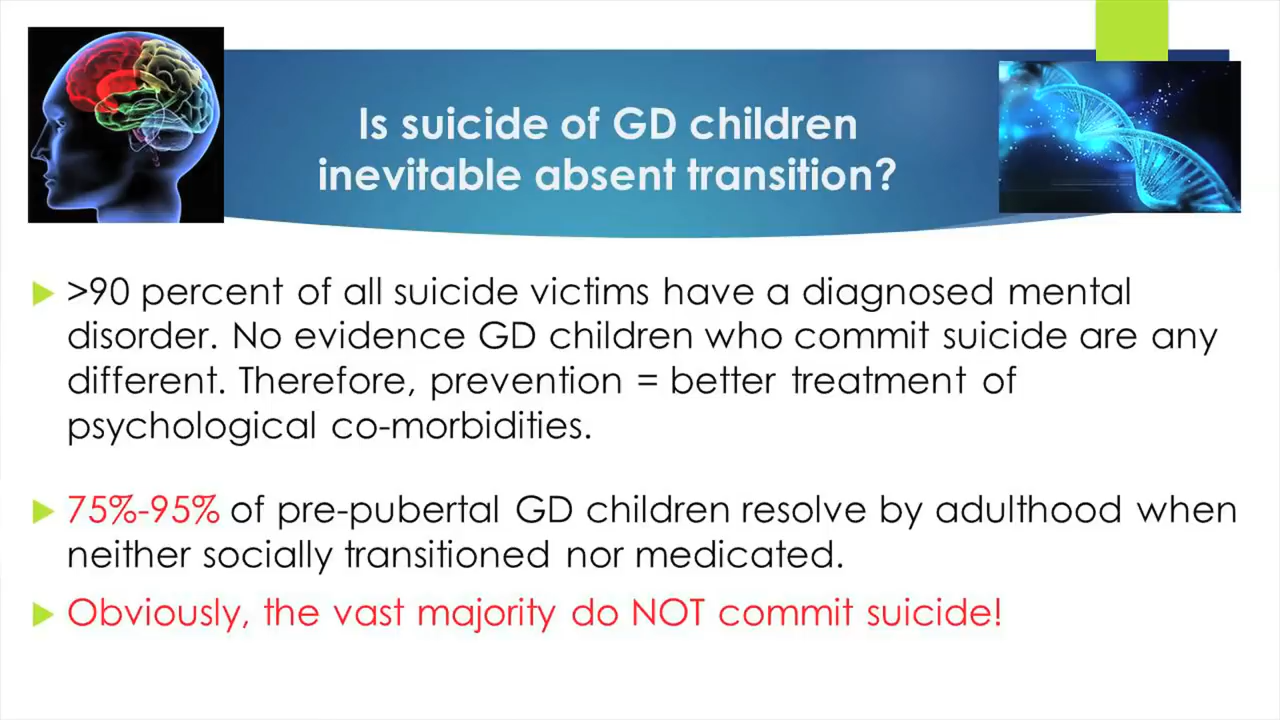 Is suicide of GD children
inevitable absent transition?
>90 percent of all suicide victims have a diagnosed mental
disorder. No evidence GD children who commit suicide are any
different. Therefore, prevention = better treatment of
psychological co-morbidities.
75%-95% of pre-pubertal GD children resolve by adulthood when
neither socially transitioned nor medicated.
Obviously, the vast majority do NOT commit suicide!